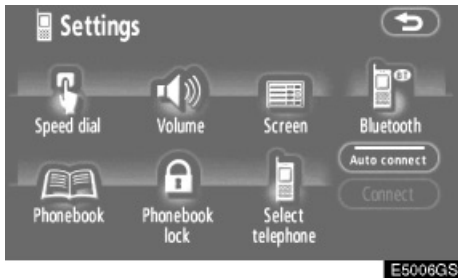 Settings
Speed dial
Volume
Screen
Bluetooth
Auto connect
Connect
Phonebook
Phonebook
lock
Select
telephone
E5006GS